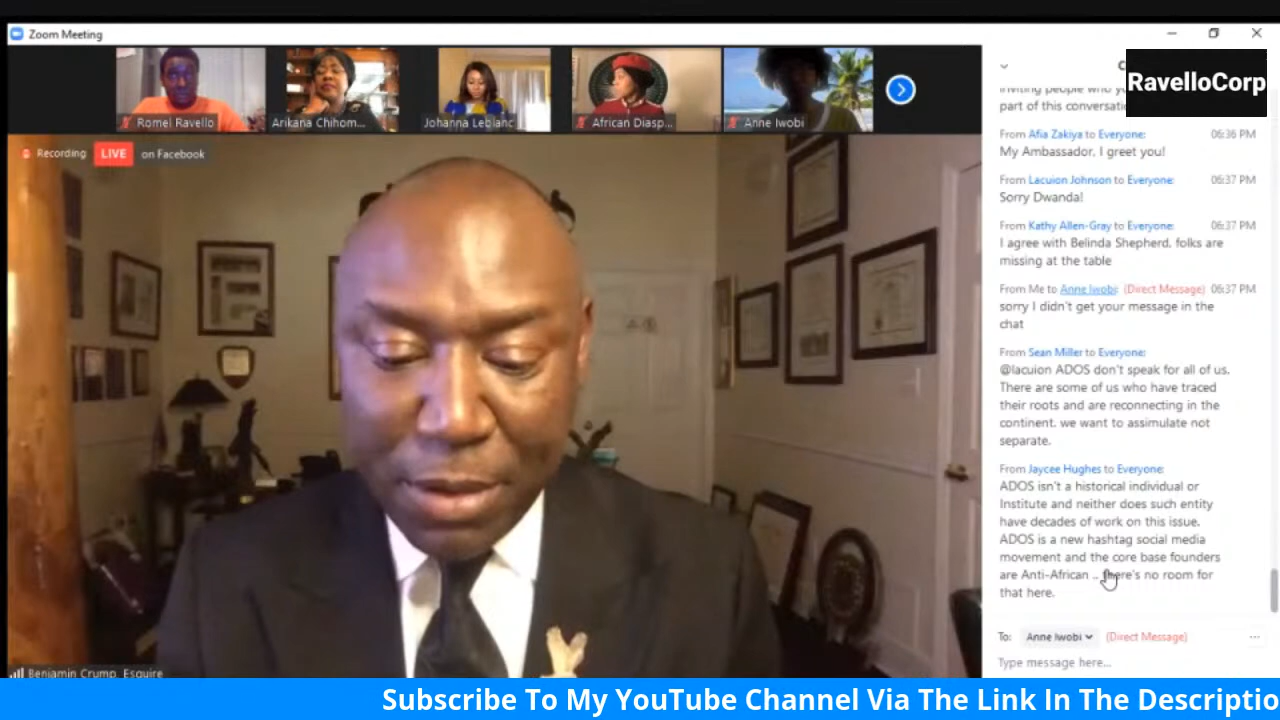 Zoom Meeting
Romel Ravello
Arikana Chihom...
Johanna Leblanc
African Diasp...
Anne Iwobi
Recording
LIVE
on Facebook
RavelloCorp
inviting people who
part of this
From Afia Zakiya to Everyone: 06:36 PM
My Ambassador, I greet you!
From Lacuion Johnson to Everyone: 06:37 PM
Sorry Dwanda!
From Kathy Allen-Gray to Everyone: 06:37 PM
I agree with Belinda Shepherd, folks are
missing at the table
From Me to Anne Iwobi: (Direct Message) 06:37 PM
sorry I didn't get your message in the
chat
From Sean Miller to Everyone:
@lacuion ADOS don't speak for all of us.
There are some of us who have traced
their roots and are reconnecting in the
continent. we want to assimulate not
separate.
From Jaycee Hughes to Everyone:
ADOS isn't a historical individual or
Institute and neither does such entity
have decades of work on this issue.
ADOS is a new hashtag social media
movement and the core base founders
are Anti-African .. there's no room for
that here.
To: Anne Iwobi (Direct Message) ...
Type message here...
Benjamin Crump, Esquire
Subscribe To My YouTube Channel Via The Link In The Descriptio